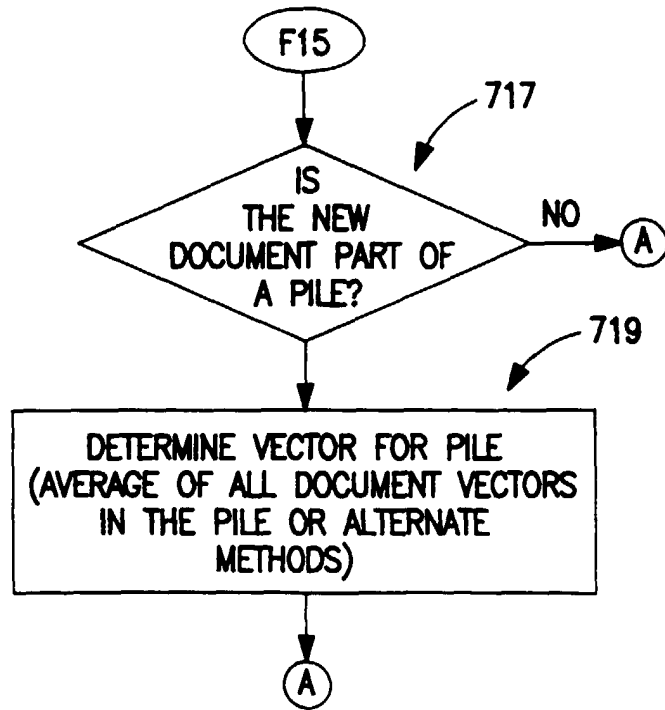 F15
717
IS
THE NEW
DOCUMENT PART OF
A PILE?
NO
A
719
DETERMINE VECTOR FOR PILE
(AVERAGE OF ALL DOCUMENT VECTORS
IN THE PILE OR ALTERNATE
METHODS)
A